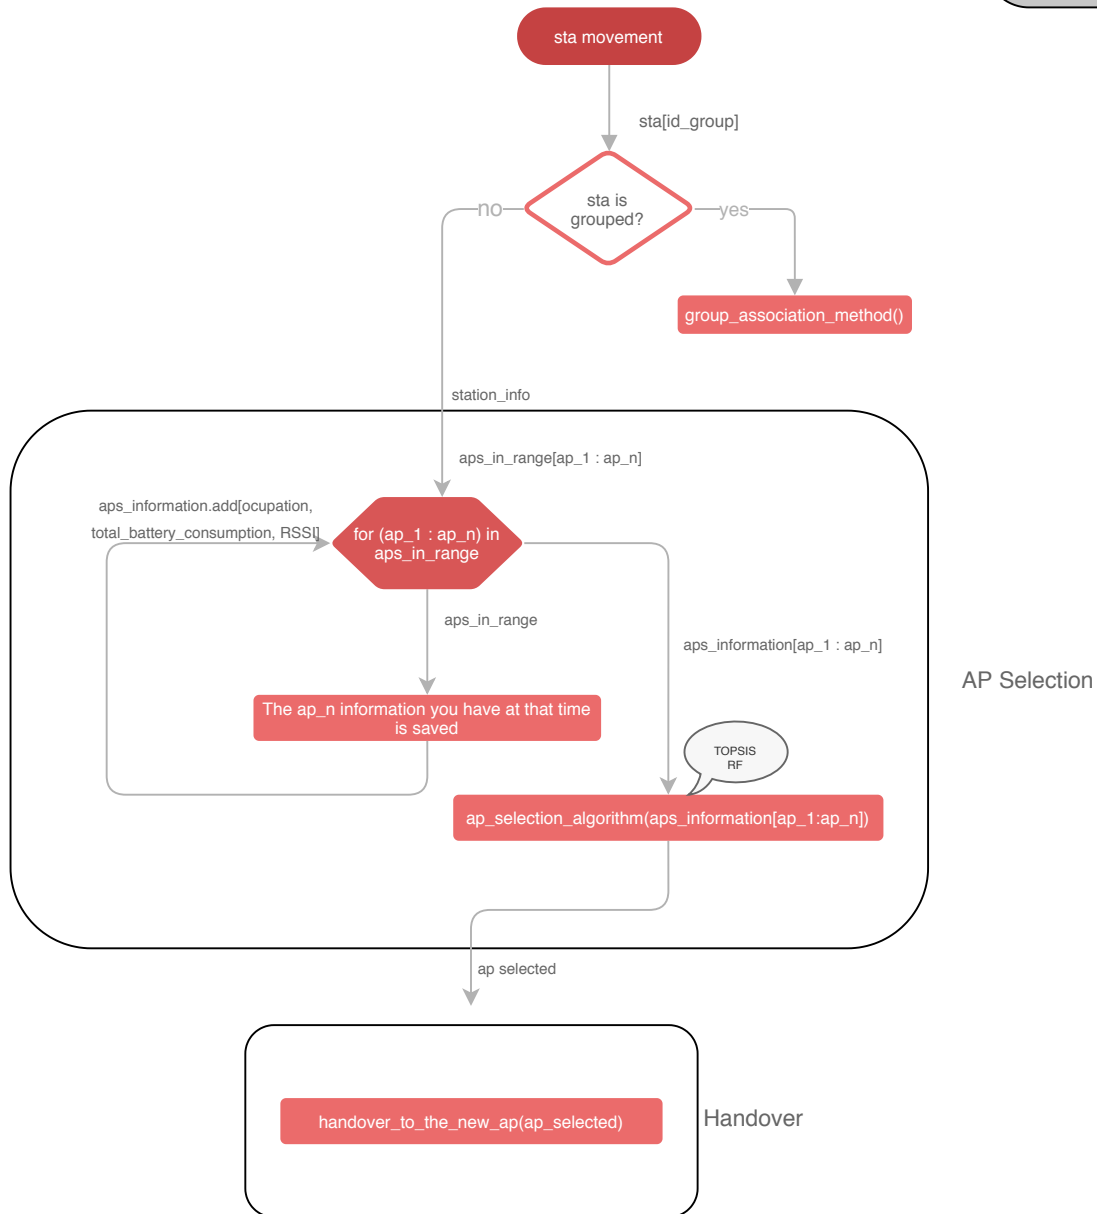 sta movement
sta[id_group]
sta is
grouped?
no
yes
group_association_method()
station_info
aps_in_range[ap_1 : ap_n]
aps_information.add[ocupation,
total_battery_consumption, RSSI]
for (ap_1 : ap_n) in
aps_in_range
aps_in_range
aps_information[ap_1 : ap_n]
AP Selection
The ap_n information you have at that time
is saved
TOPSIS
RF
ap_selection_algorithm(aps_information[ap_1:ap_n])
ap selected
handover_to_the_new_ap(ap_selected)
Handover